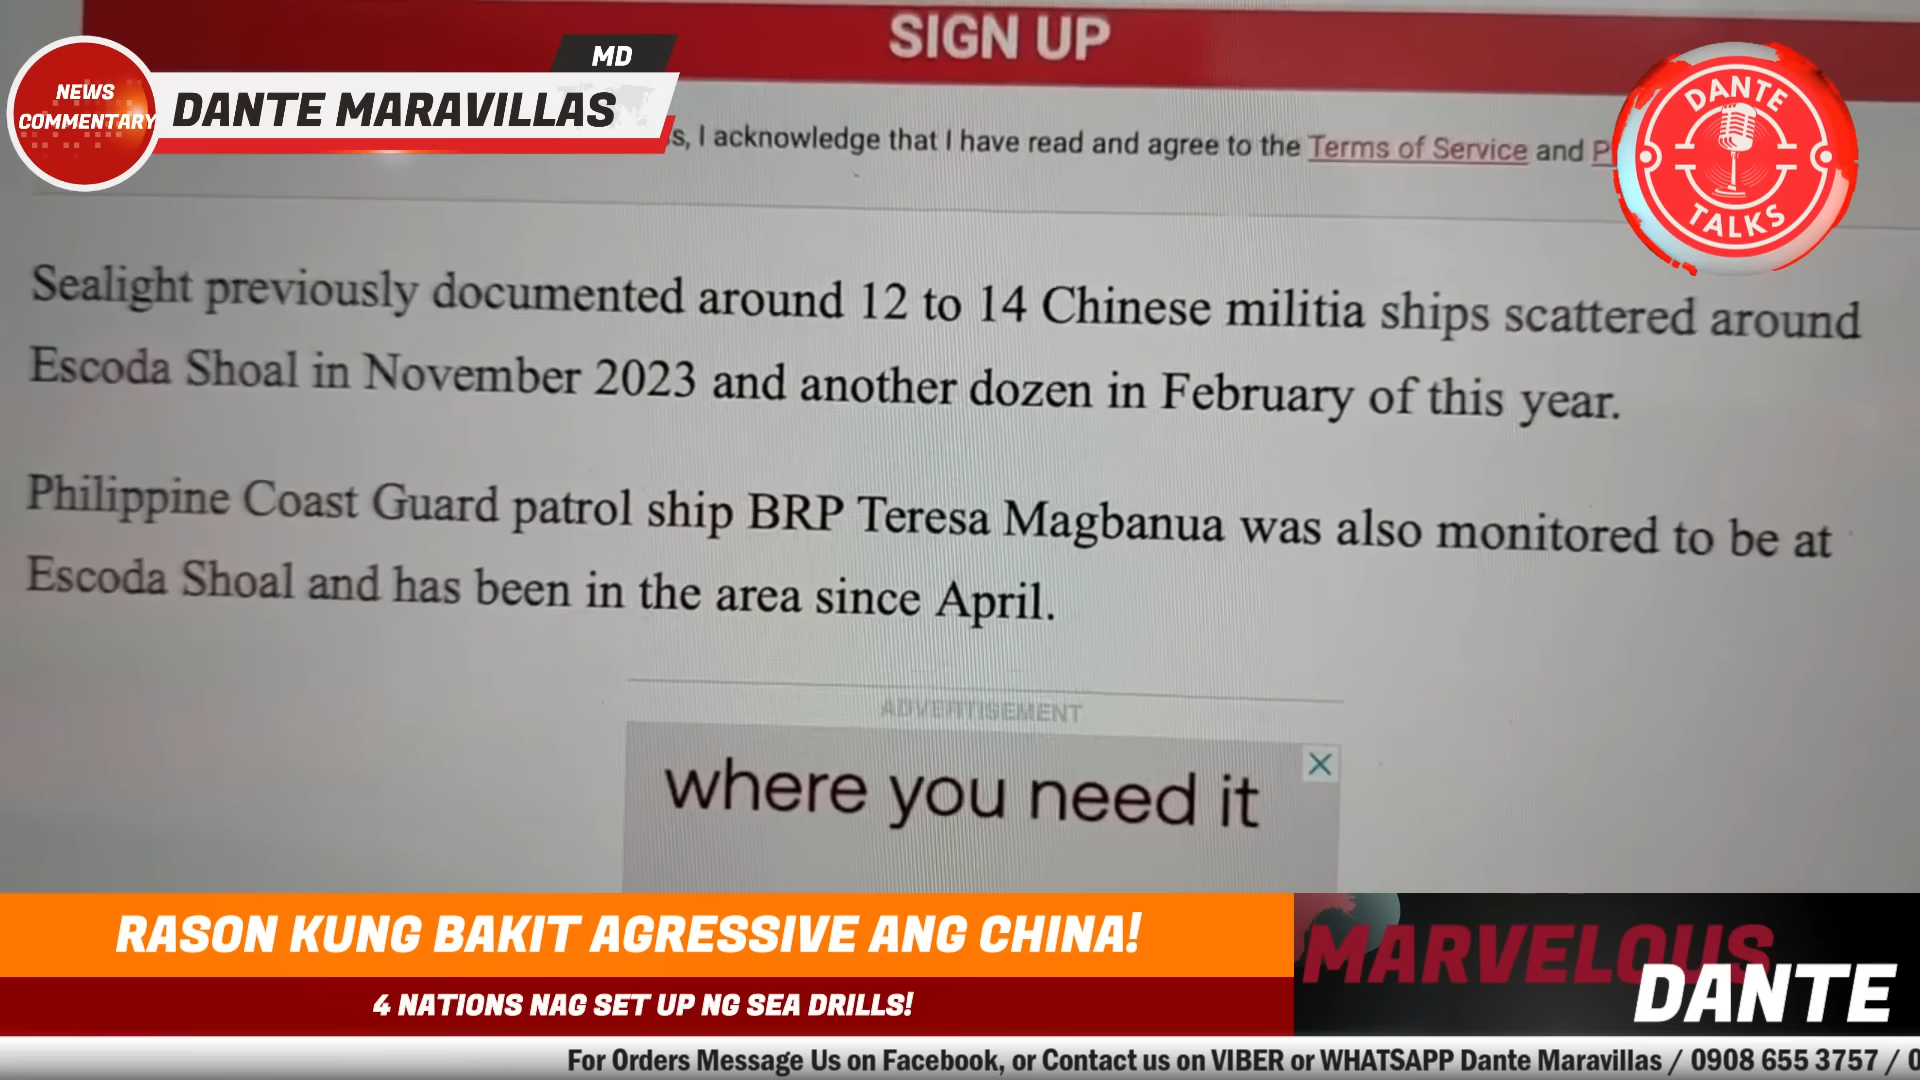 SIGN UP
MD
NEWS
COMMENTARY
DANTE MARAVILLAS
s, I acknowledge that I have read and agree to the Terms of Service and P
DANTE
TALKS
Sealight previously documented around 12 to 14 Chinese militia ships scattered around
Escoda Shoal in November 2023 and another dozen in February of this year.
Philippine Coast Guard patrol ship BRP Teresa Magbanua was also monitored to be at
Escoda Shoal and has been in the area since April.
ADVERTISEMENT
where you need it
RASON KUNG BAKIT AGRESSIVE ANG CHINA!
4 NATIONS NAG SET UP NG SEA DRILLS!
MARVELOUS
DANTE
For Orders Message Us on Facebook, or Contact us on VIBER or WHATSAPP Dante Maravillas / 0908 655 3757 / 0